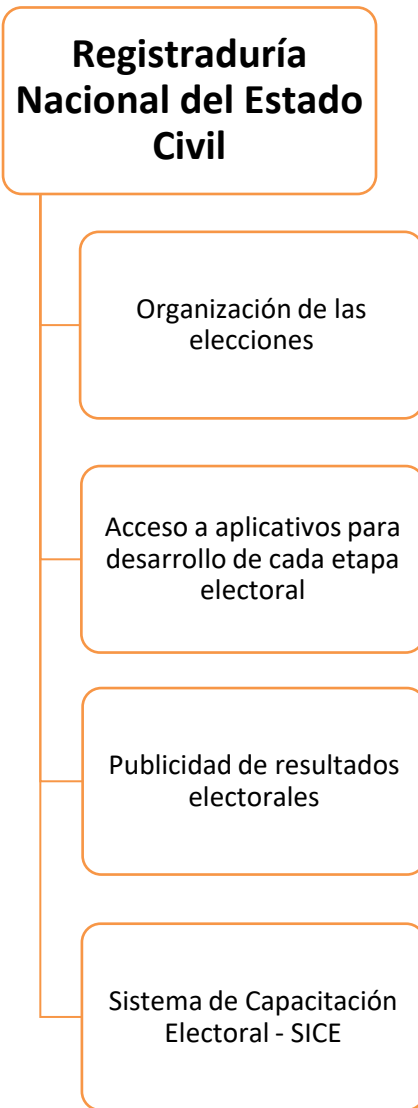 Registraduría
Nacional del Estado
Civil
Organización de las
elecciones
Acceso a aplicativos para
desarrollo de cada etapa
electoral
Publicidad de resultados
electorales
Sistema de Capacitación
Electoral - SICE